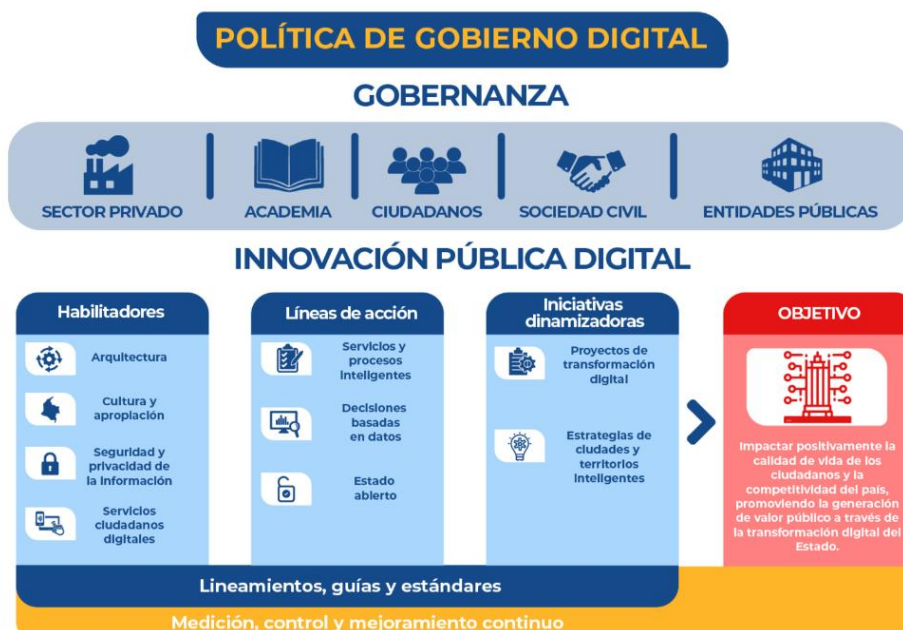 POLÍTICA DE GOBIERNO DIGITAL
GOBERNANZA
SECTOR PRIVADO
ACADEMIA
CIUDADANOS
SOCIEDAD CIVIL
ENTIDADES PÚBLICAS
INNOVACIÓN PÚBLICA DIGITAL
Habilitadores
Arquitectura
Cultura y
apropiación
Seguridad y
privacidad de
la información
Servicios
ciudadanos
digitales
Líneas de acción
Servicios y
procesos
inteligentes
Decisiones
basadas
en datos
Estado
abierto
Iniciativas
dinamizadoras
Proyectos de
transformación
digital
Estrategias de
ciudades y
territorios
inteligentes
OBJETIVO
Impactar positivamente la
calidad de vida de los
ciudadanos y la
competitividad del país,
promoviendo la generación
de valor público a través de
la transformación digital del
Estado.
Lineamientos, guías y estándares
Medición, control y mejoramiento continuo